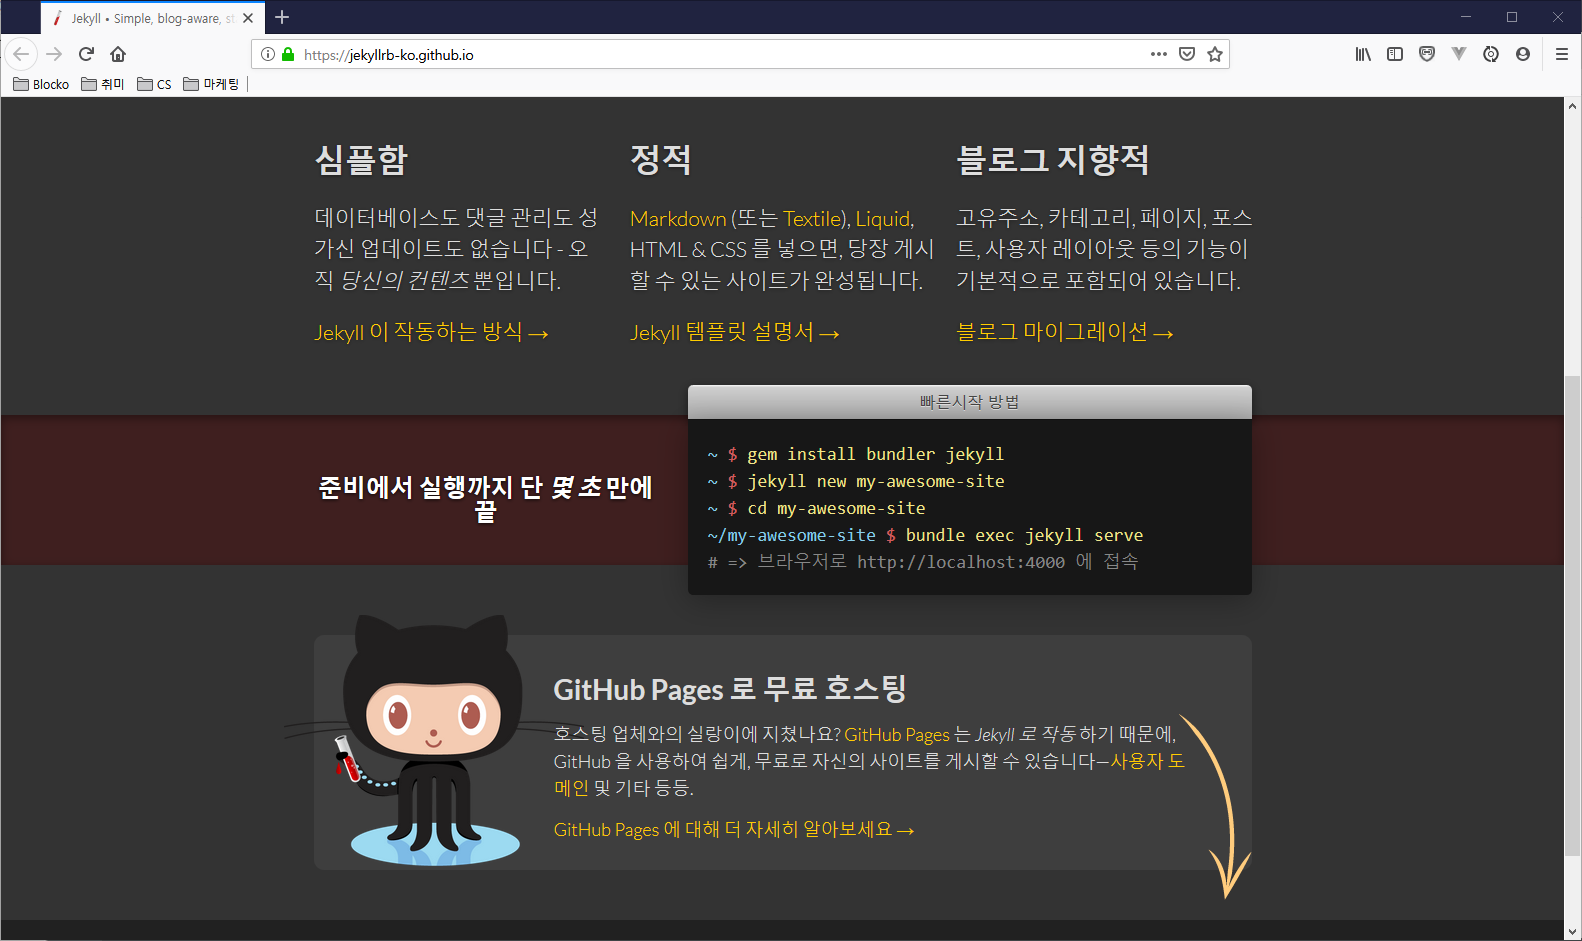 Jekyll • Simple, blog-aware, st
https://jekyllrb-ko.github.io
Blocko 취미 CS 마케팅
심플함
데이터베이스도 댓글 관리도 성
가신 업데이트도 없습니다 - 오
직 당신의 컨텐츠 뿐입니다.
Jekyll 이 작동하는 방식 →
정적
Markdown (또는 Textile), Liquid,
HTML & CSS 를 넣으면, 당장 게시
할 수 있는 사이트가 완성됩니다.
Jekyll 템플릿 설명서 →
블로그 지향적
고유주소, 카테고리, 페이지, 포스
트, 사용자 레이아웃 등의 기능이
기본적으로 포함되어 있습니다.
블로그 마이그레이션 →
준비에서 실행까지 단 몇 초 만에
끝
빠른시작 방법
~ $ gem install bundler jekyll
~ $ jekyll new my-awesome-site
~ $ cd my-awesome-site
~/my-awesome-site $ bundle exec jekyll serve
# => 브라우저로 http://localhost:4000 에 접속
GitHub Pages 로 무료 호스팅
호스팅 업체와의 실랑이에 지쳤나요? GitHub Pages 는 Jekyll 로 작동하기 때문에,
GitHub 을 사용하여 쉽게, 무료로 자신의 사이트를 게시할 수 있습니다—사용자 도
메인 및 기타 등등.
GitHub Pages 에 대해 더 자세히 알아보세요 →